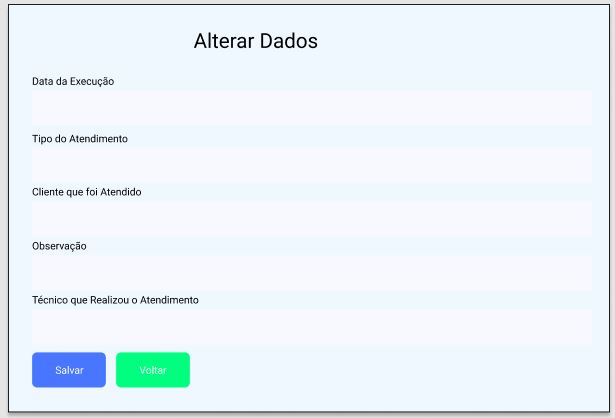 Alterar Dados
Data da Execução
Tipo do Atendimento
Cliente que foi Atendido
Observação
Técnico que Realizou o Atendimento
Salvar
Voltar